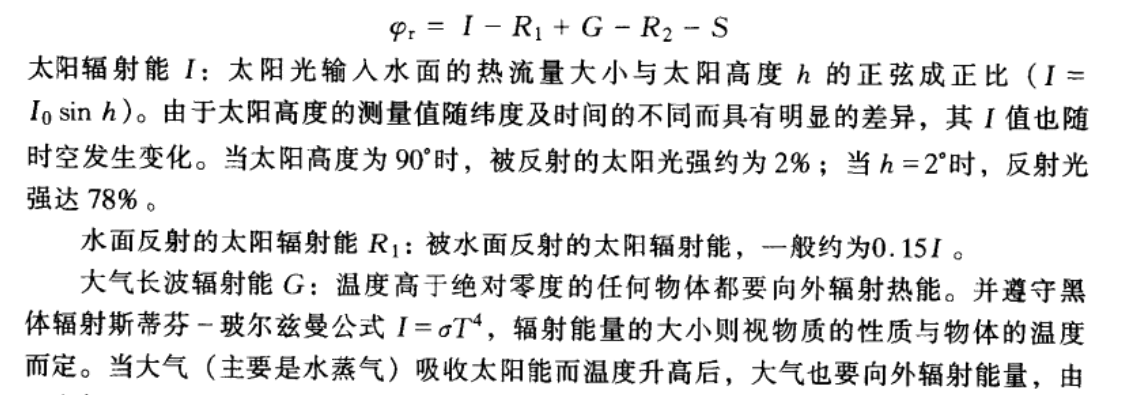 φr = I − R1 + G − R2 − S
太阳辐射能 I：太阳光输入水面的热流量大小与太阳高度 h 的正弦成正比（I =
I0 sin h）。由于太阳高度的测量值随纬度及时间的不同而具有明显的差异，其 I 值也随
时空发生变化。当太阳高度为 90°时，被反射的太阳光强约为 2%；当 h = 2°时，反射光
强达 78%。
水面反射的太阳辐射能 R1：被水面反射的太阳辐射能，一般约为0.15I 。
大气长波辐射能 G：温度高于绝对零度的任何物体都要向外辐射热能。并遵守黑
体辐射斯蒂芬－玻尔兹曼公式 I = σT⁴，辐射能量的大小则视物质的性质与物体的温度
而定。当大气（主要是水蒸气）吸收太阳能而温度升高后，大气也要向外辐射能量，由